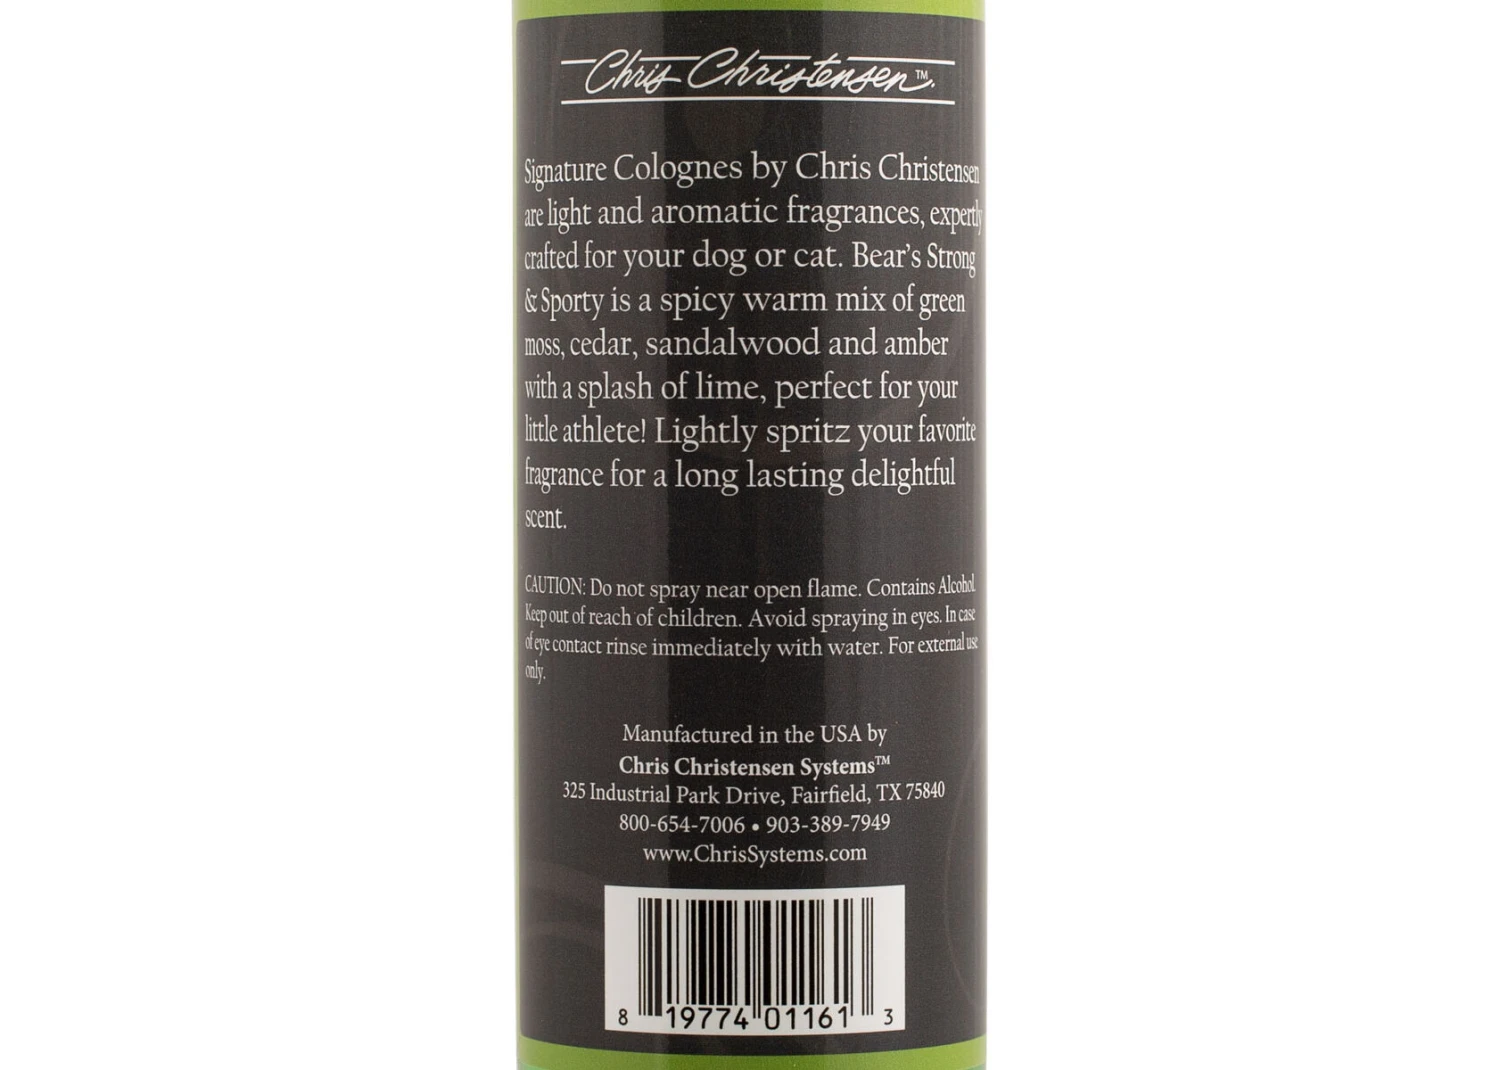 Chris Christensen™
Signature Colognes by Chris Christensen
are light and aromatic fragrances, expertly
crafted for your dog or cat. Bear's Strong
& Sporty is a spicy warm mix of green
moss, cedar, sandalwood and amber
with a splash of lime, perfect for your
little athlete! Lightly spritz your favorite
fragrance for a long lasting delightful
scent.
CAUTION: Do not spray near open flame. Contains Alcohol.
Keep out of reach of children. Avoid spraying in eyes. In case
of eye contact rinse immediately with water. For external use
only.
Manufactured in the USA by
Chris Christensen Systems™
325 Industrial Park Drive, Fairfield, TX 75840
800-654-7006 • 903-389-7949
www.ChrisSystems.com
8 19774 01161 3